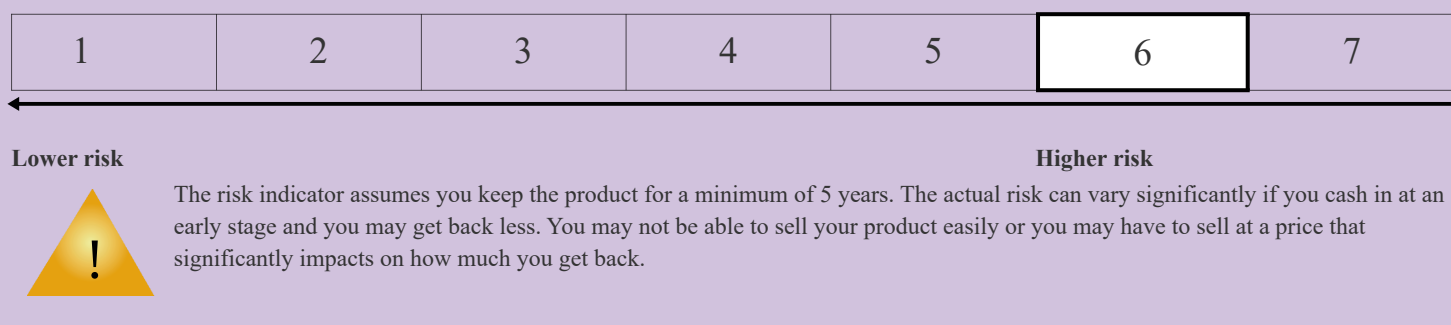 1 2 3 4 5 6 7
Lower risk Higher risk
The risk indicator assumes you keep the product for a minimum of 5 years. The actual risk can vary significantly if you cash in at an
early stage and you may get back less. You may not be able to sell your product easily or you may have to sell at a price that
significantly impacts on how much you get back.
!